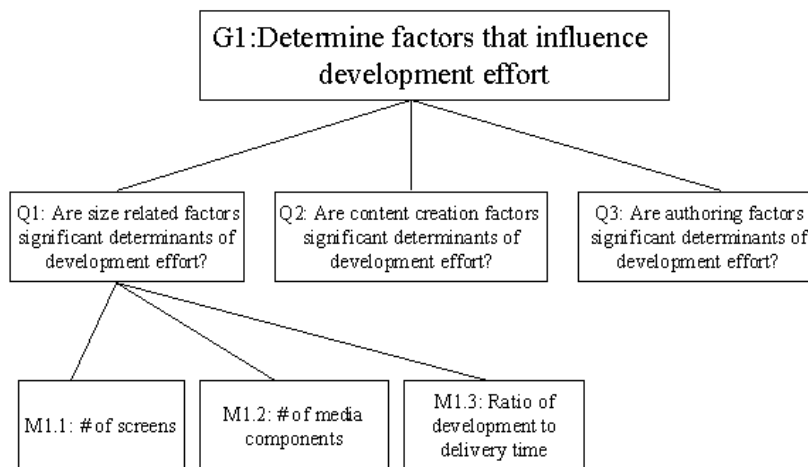 G1:Determine factors that influence
development effort
Q1: Are size related factors
significant determinants of
development effort?
Q2: Are content creation factors
significant determinants of
development effort?
Q3: Are authoring factors
significant determinants of
development effort?
M1.1: # of screens
M1.2: # of media
components
M1.3: Ratio of
development to
delivery time